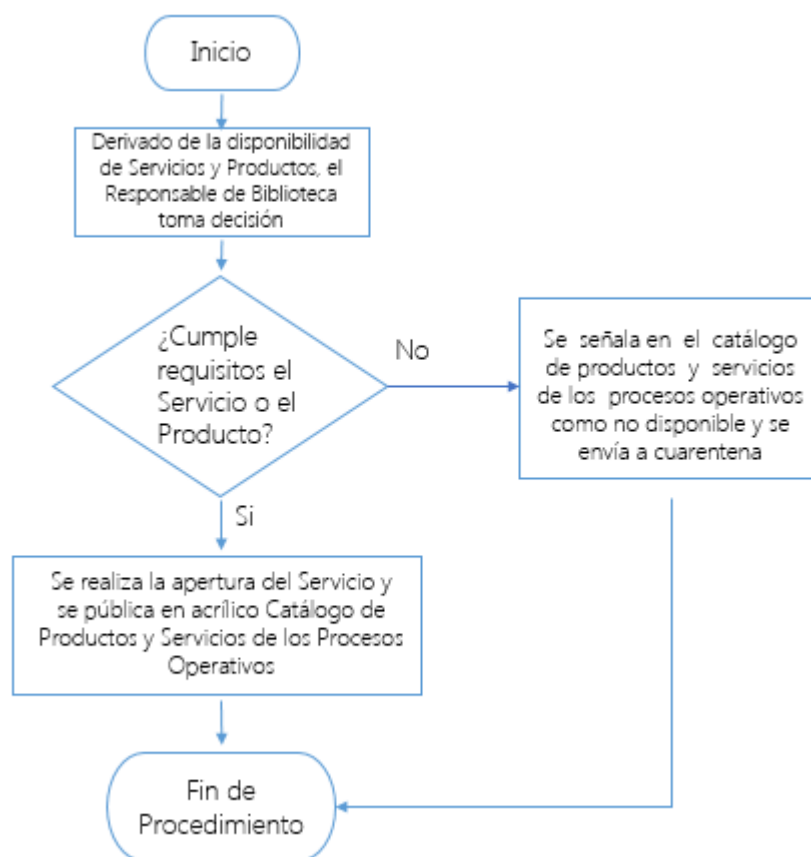 Inicio
Derivado de la disponibilidad
de Servicios y Productos, el
Responsable de Biblioteca
toma decisión
¿Cumple
requisitos el
Servicio o el
Producto?
No
Se señala en el catálogo
de productos y servicios
de los procesos operativos
como no disponible y se
envía a cuarentena
Si
Se realiza la apertura del Servicio y
se pública en acrílico Catálogo de
Productos y Servicios de los Procesos
Operativos
Fin de
Procedimiento